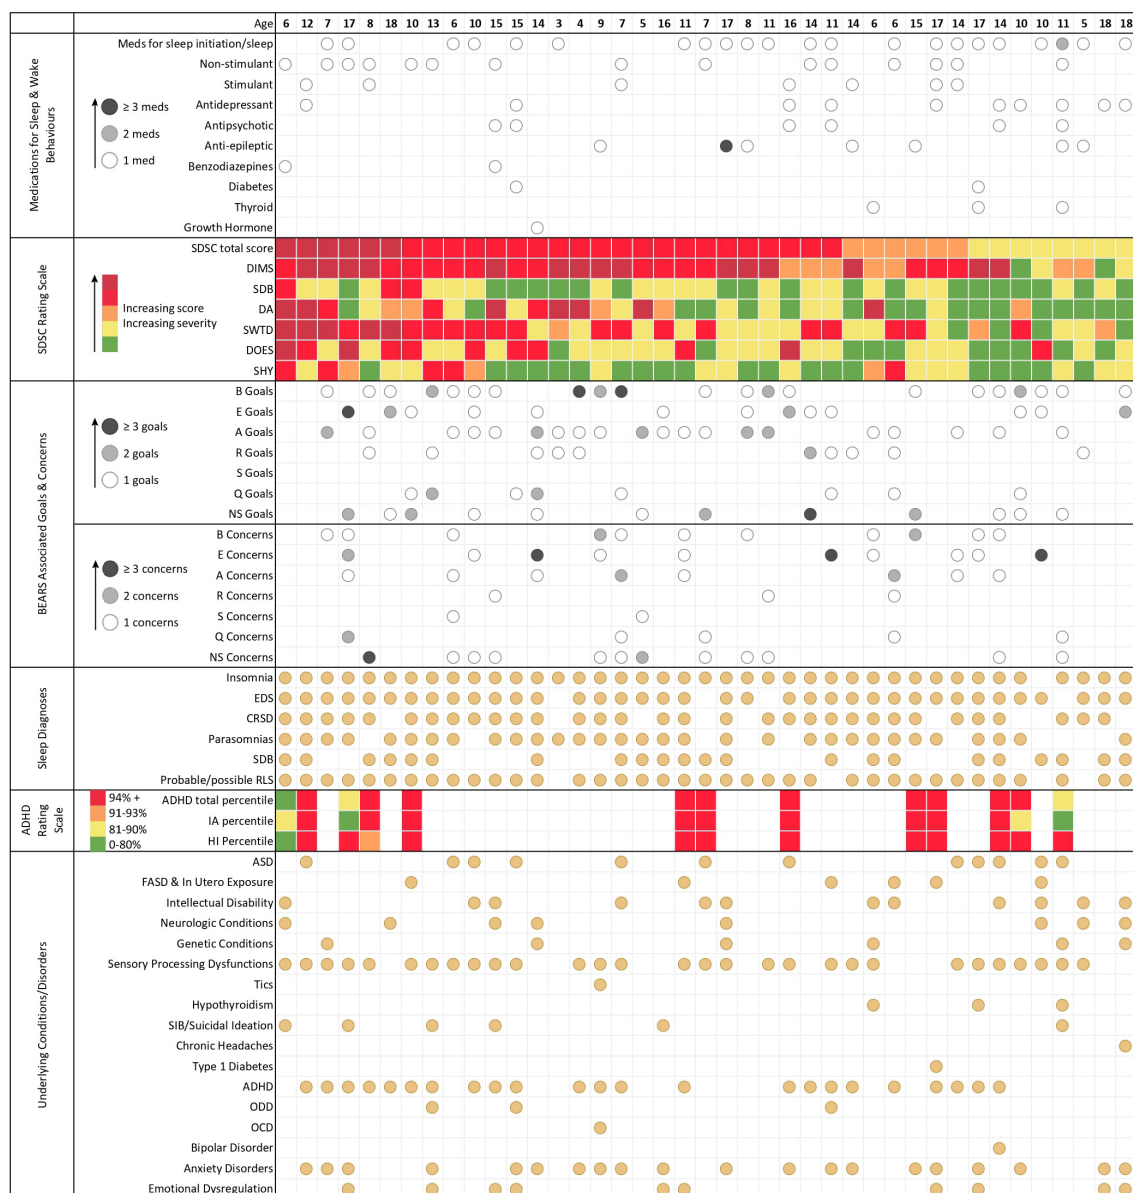 Age 6 12 7 17 8 18 10 13 6 10 15 15 14 3 4 9 7 5 16 11 7 17 8 11 16 14 11 14 6 6 15 17 14 17 14 10 10 11 5 18 18
Medications for Sleep & Wake
Behaviours
≥ 3 meds
2 meds
1 med
Meds for sleep initiation/sleep
Non-stimulant
Stimulant
Antidepressant
Antipsychotic
Anti-epileptic
Benzodiazepines
Diabetes
Thyroid
Growth Hormone
SDSC Rating Scale
Increasing score
Increasing severity
SDSC total score
DIMS
SDB
DA
SWTD
DOES
SHY
BEARS Associated Goals & Concerns
≥ 3 goals
2 goals
1 goals
B Goals
E Goals
A Goals
R Goals
S Goals
Q Goals
NS Goals
≥ 3 concerns
2 concerns
1 concerns
B Concerns
E Concerns
A Concerns
R Concerns
S Concerns
Q Concerns
NS Concerns
Sleep Diagnoses
Insomnia
EDS
CRSD
Parasomnias
SDB
Probable/possible RLS
ADHD
Rating
Scale
94% +
91-93%
81-90%
0-80%
ADHD total percentile
IA percentile
HI Percentile
Underlying Conditions/Disorders
ASD
FASD & In Utero Exposure
Intellectual Disability
Neurologic Conditions
Genetic Conditions
Sensory Processing Dysfunctions
Tics
Hypothyroidism
SIB/Suicidal Ideation
Chronic Headaches
Type 1 Diabetes
ADHD
ODD
OCD
Bipolar Disorder
Anxiety Disorders
Emotional Dysregulation